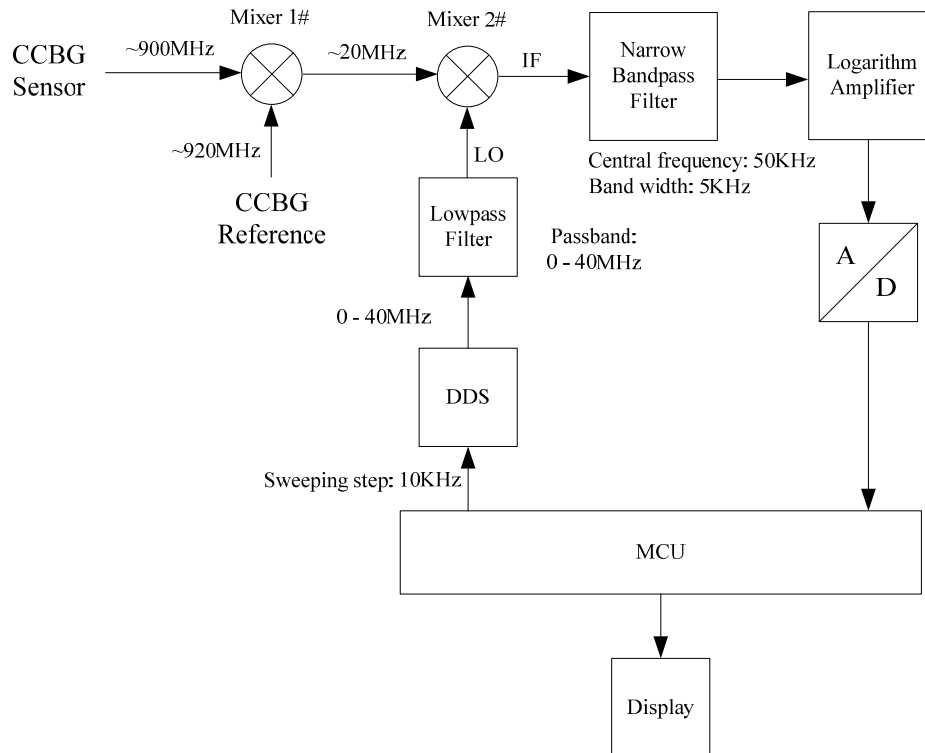 Mixer 1#
Mixer 2#
CCBG
Sensor
~900MHz
~20MHz
IF
Narrow
Bandpass
Filter
Logarithm
Amplifier
~920MHz
LO
Central frequency: 50KHz
Band width: 5KHz
CCBG
Reference
Lowpass
Filter
Passband:
0 - 40MHz
A
D
0 - 40MHz
DDS
Sweeping step: 10KHz
MCU
Display